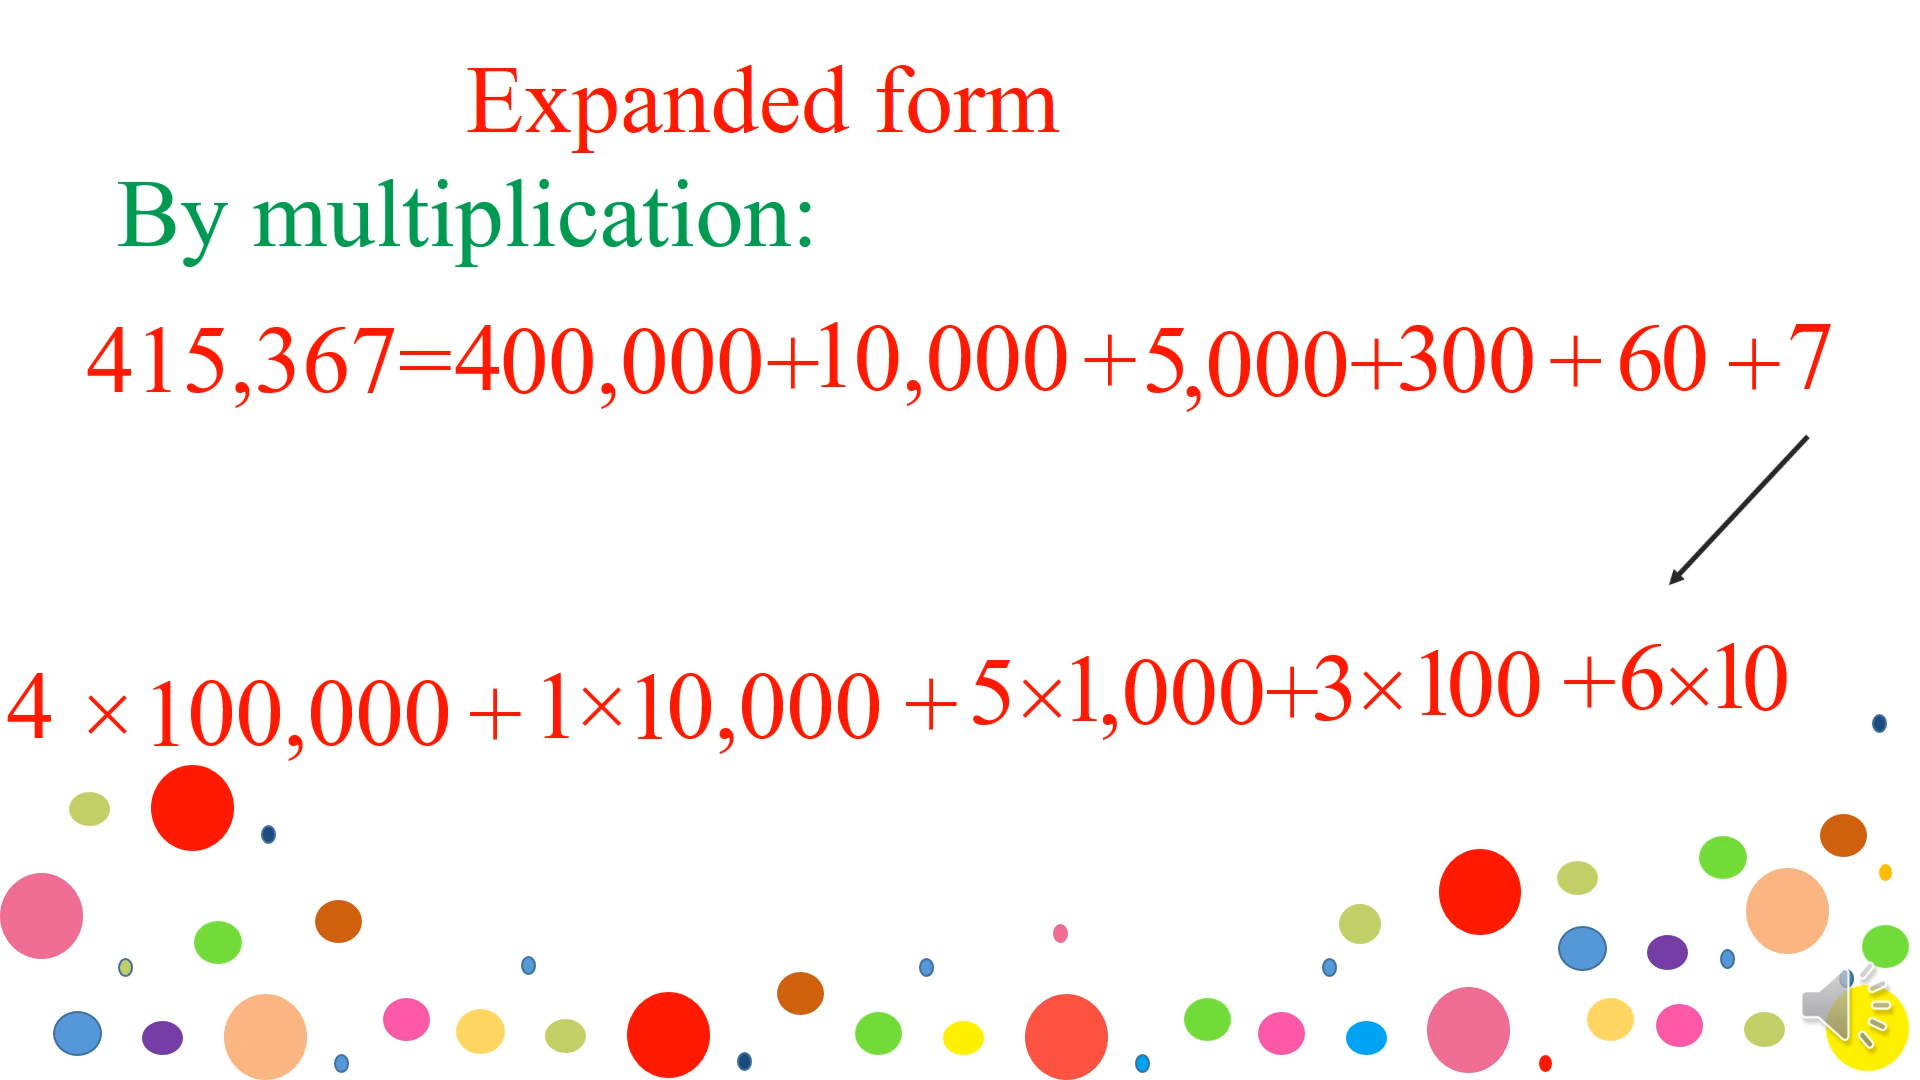 Expanded form
By multiplication:
415,367=400,000+10,000 +5,000+300 + 60 +7
4 × 100,000 + 1×10,000 + 5×1,000+3 × 100 +6×10